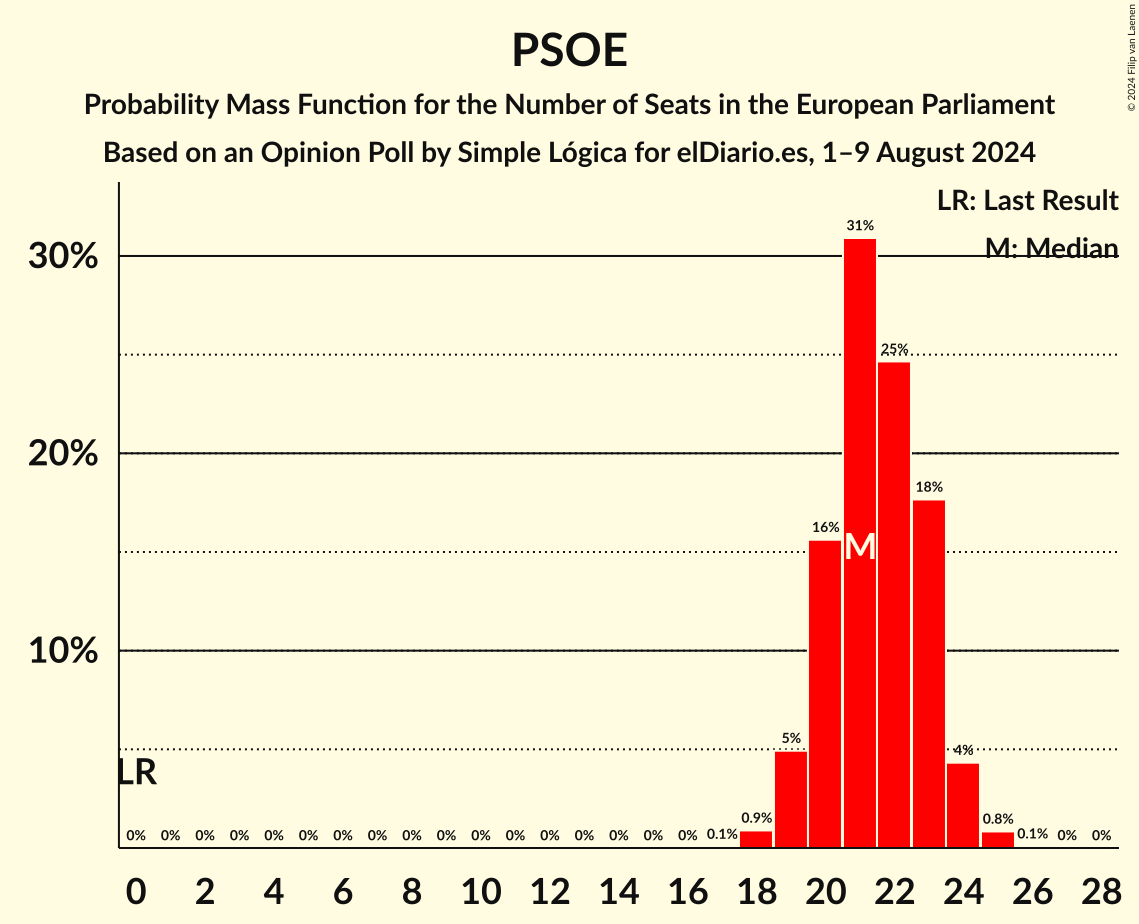 PSOE
Probability Mass Function for the Number of Seats in the European Parliament
Based on an Opinion Poll by Simple Lógica for elDiario.es, 1–9 August 2024
© 2024 Filip van Laenen
LR: Last Result
M: Median
30%
20%
10%
31%
25%
18%
16%
M
5%
4%
LR
0% 0% 0% 0% 0% 0% 0% 0% 0% 0% 0% 0% 0% 0% 0% 0% 0% 0.1% 0.9% 0.8% 0.1% 0% 0%
0 2 4 6 8 10 12 14 16 18 20 22 24 26 28